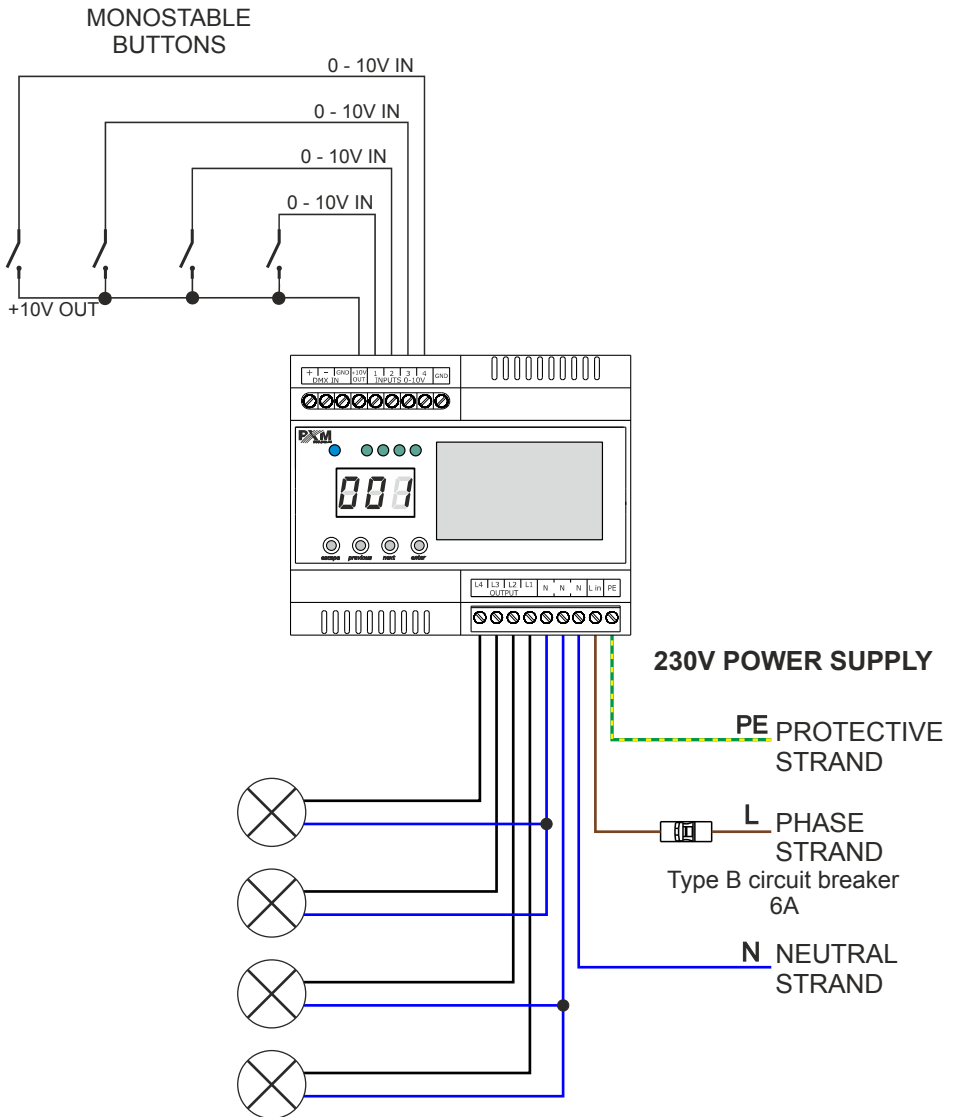 MONOSTABLE
BUTTONS
0 - 10V IN
0 - 10V IN
0 - 10V IN
0 - 10V IN
+10V OUT
+ - GND +10V 1 2 3 4 GND
DMX IN OUT INPUTS 0-10V
PXM
001
escape previous next enter
L4 L3 L2 L1 N N N L in PE
OUTPUT
230V POWER SUPPLY
PE PROTECTIVE
STRAND
L PHASE
STRAND
Type B circuit breaker
6A
N NEUTRAL
STRAND